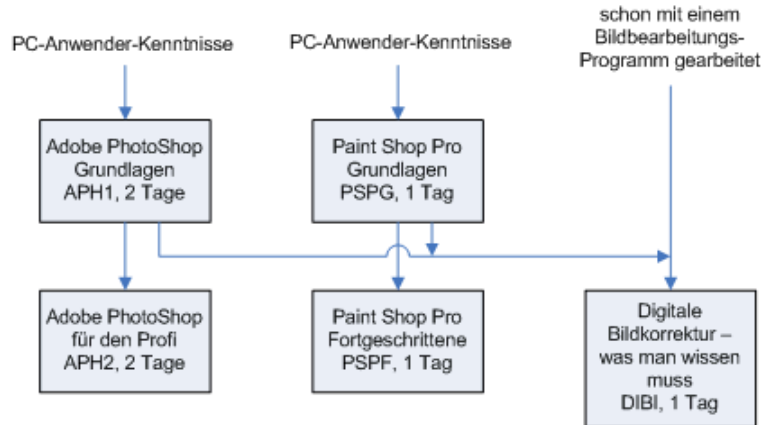 PC-Anwender-Kenntnisse
PC-Anwender-Kenntnisse
schon mit einem
Bildbearbeitungs-
Programm gearbeitet
Adobe PhotoShop
Grundlagen
APH1, 2 Tage
Paint Shop Pro
Grundlagen
PSPG, 1 Tag
Adobe PhotoShop
für den Profi
APH2, 2 Tage
Paint Shop Pro
Fortgeschrittene
PSPF, 1 Tag
Digitale
Bildkorrektur –
was man wissen
muss
DIBI, 1 Tag